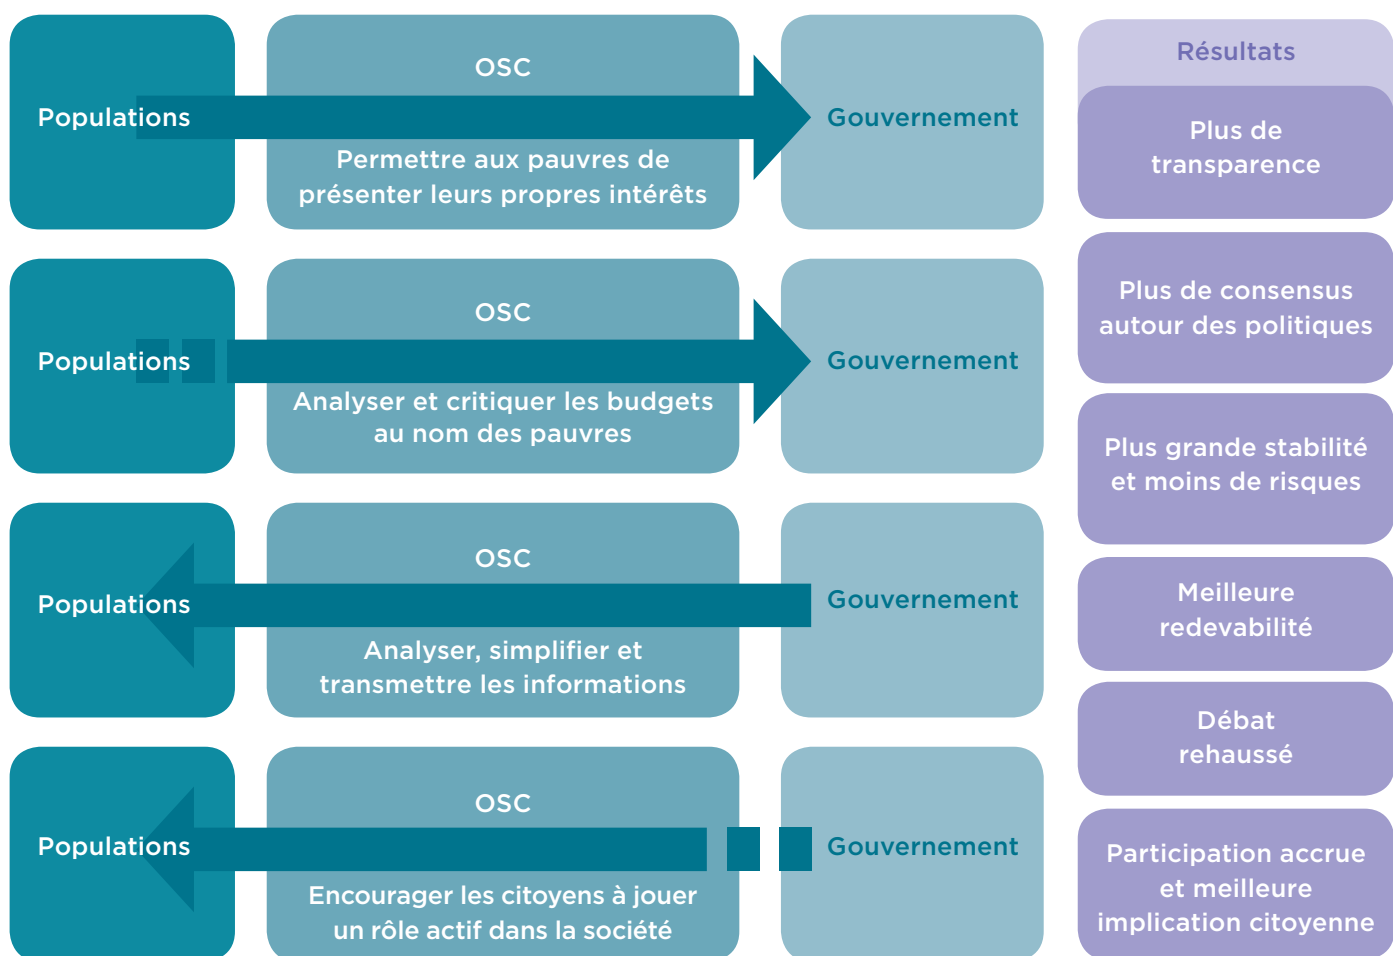 OSC
Populations
Gouvernement
Permettre aux pauvres de
présenter leurs propres intérêts
OSC
Populations
Gouvernement
Analyser et critiquer les budgets
au nom des pauvres
OSC
Populations
Gouvernement
Analyser, simplifier et
transmettre les informations
OSC
Populations
Gouvernement
Encourager les citoyens à jouer
un rôle actif dans la société
Résultats
Plus de
transparence
Plus de consensus
autour des politiques
Plus grande stabilité
et moins de risques
Meilleure
redevabilité
Débat
rehaussé
Participation accrue
et meilleure
implication citoyenne